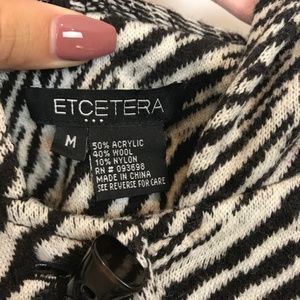 ETCETERA
...
M
50% ACRYLIC
40% WOOL
10% NYLON
RN # 093698
MADE IN CHINA
SEE REVERSE FOR CARE